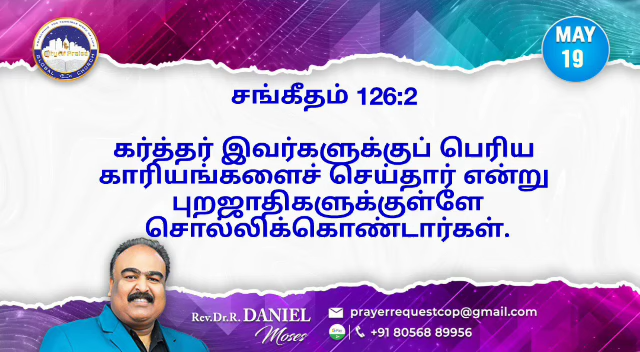 MAY
19
சங்கீதம் 126:2
கர்த்தர் இவர்களுக்குப் பெரிய
காரியங்களைச் செய்தார் என்று
புறஜாதிகளுக்குள்ளே
சொல்லிக்கொண்டார்கள்.
Rev.Dr.R. DANIEL
Moses
prayerrequestcop@gmail.com
+91 80568 89956